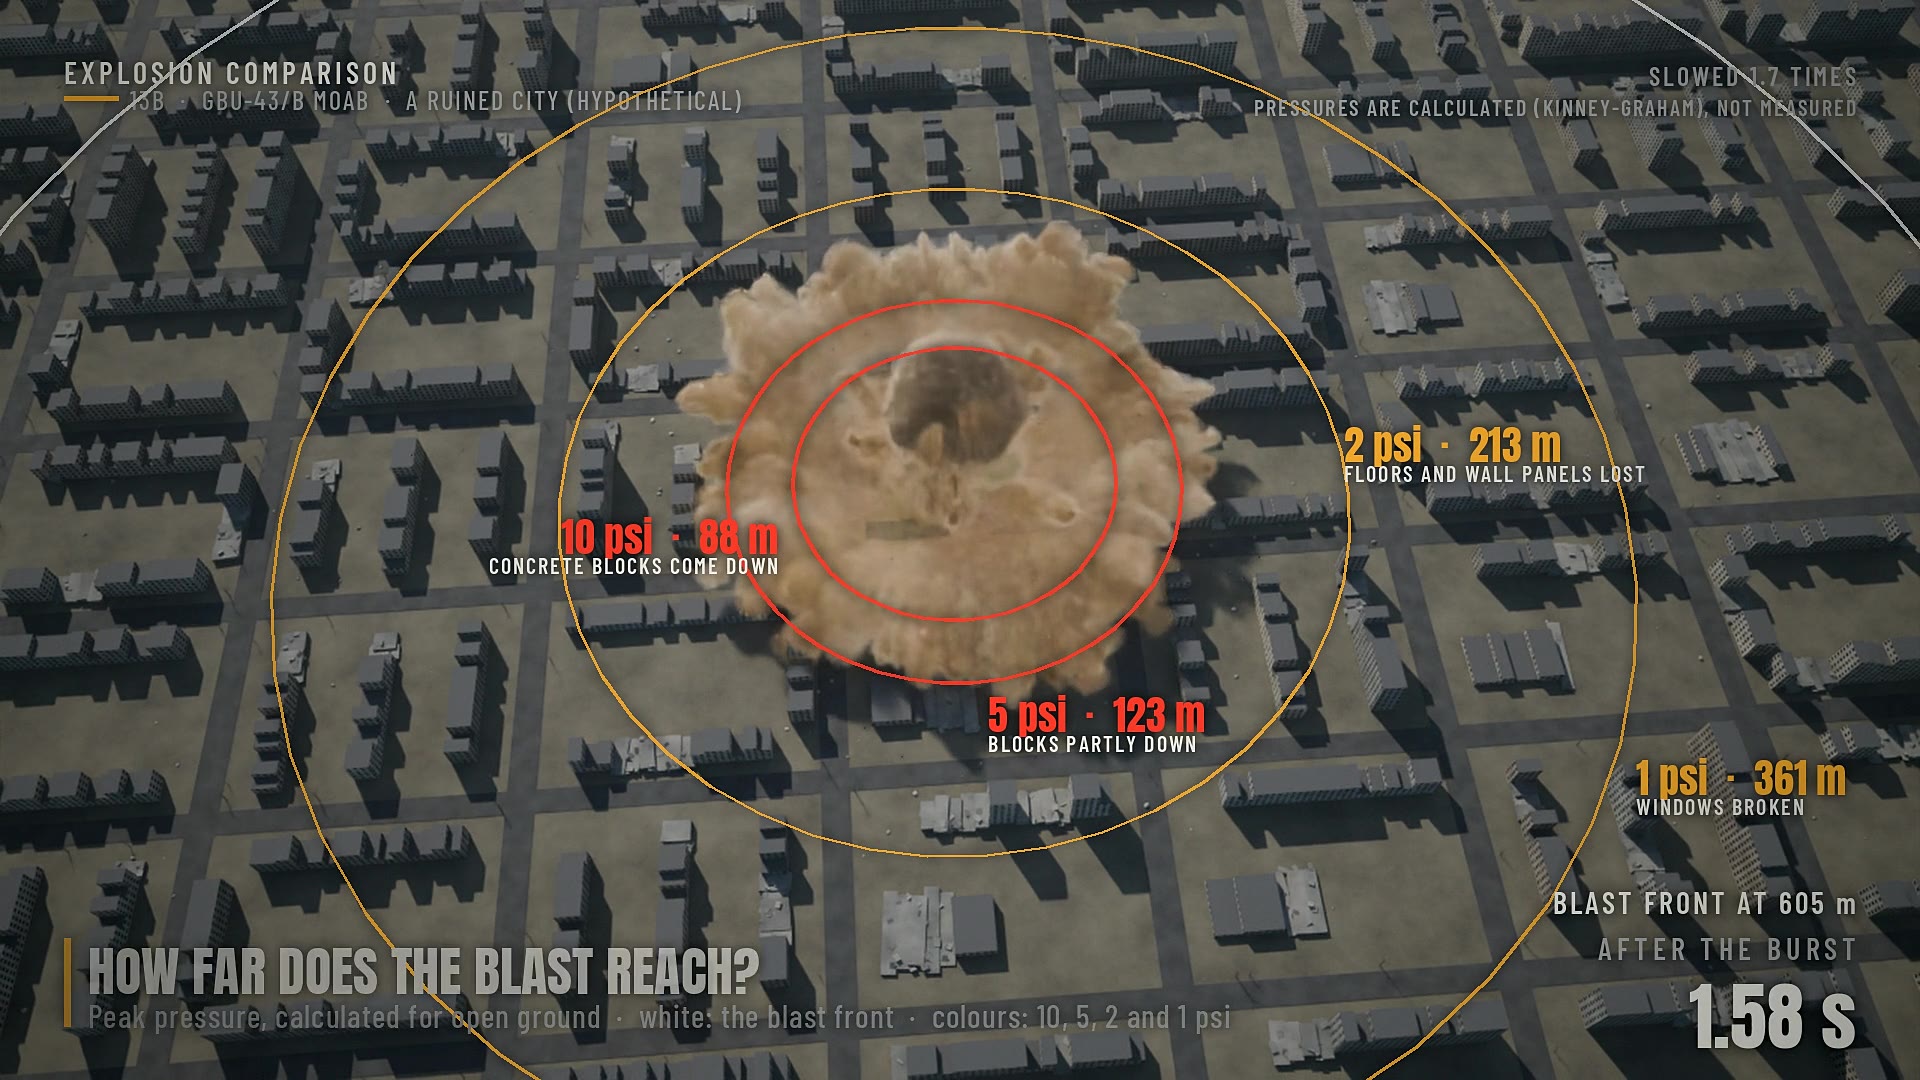 EXPLOSION COMPARISON
13B · GBU-43/B MOAB · A RUINED CITY (HYPOTHETICAL)
SLOWED 1.7 TIMES
PRESSURES ARE CALCULATED (KINNEY-GRAHAM), NOT MEASURED
2 psi · 213 m
FLOORS AND WALL PANELS LOST
10 psi · 88 m
CONCRETE BLOCKS COME DOWN
5 psi · 123 m
BLOCKS PARTLY DOWN
1 psi · 361 m
WINDOWS BROKEN
BLAST FRONT AT 605 m
AFTER THE BURST
1.58 s
HOW FAR DOES THE BLAST REACH?
Peak pressure, calculated for open ground · white: the blast front · colours: 10, 5, 2 and 1 psi